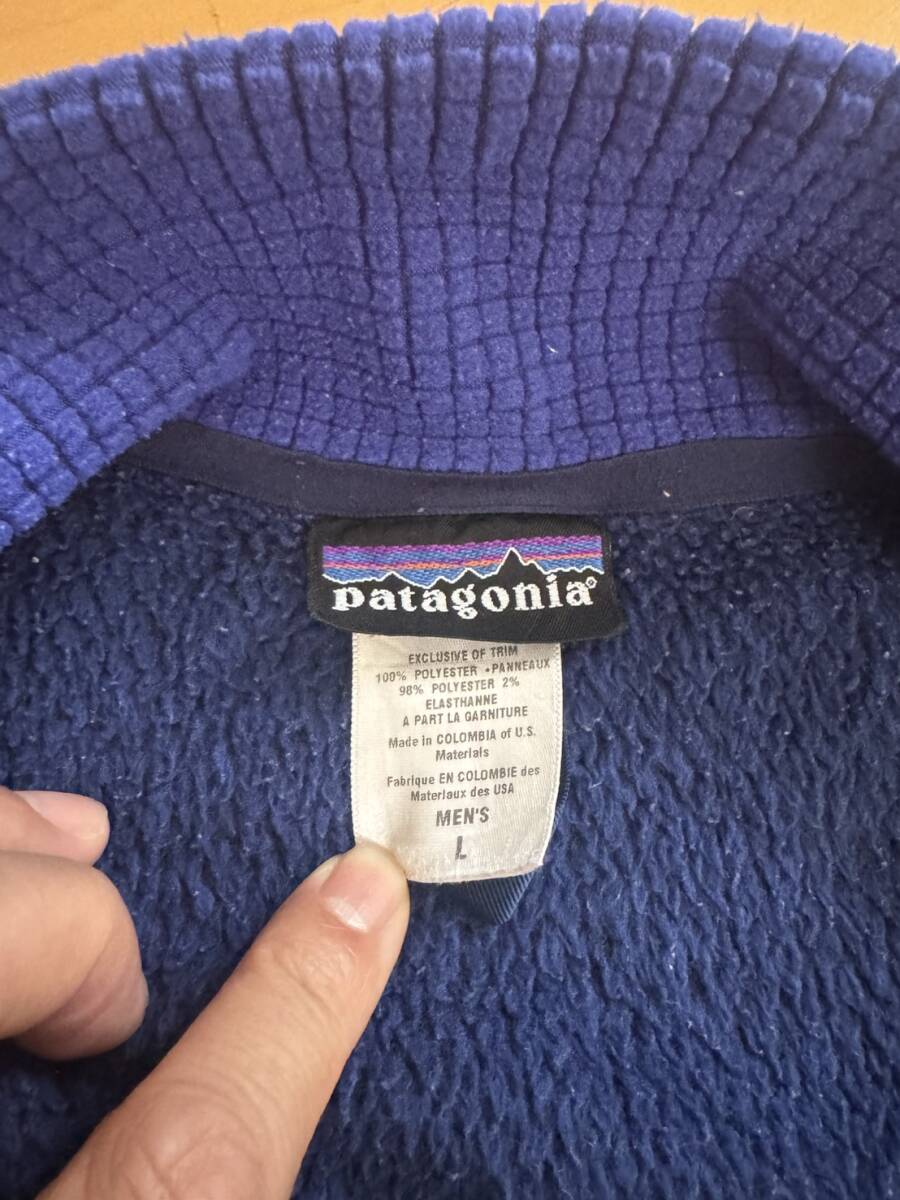 patagonia®
EXCLUSIVE OF TRIM
100% POLYESTER •PANNEAUX
98% POLYESTER 2%
ELASTHANNE
A PART LA GARNITURE
Made in COLOMBIA of U.S.
Materials
Fabrique EN COLOMBIE des
Materiaux des USA
MEN'S
L